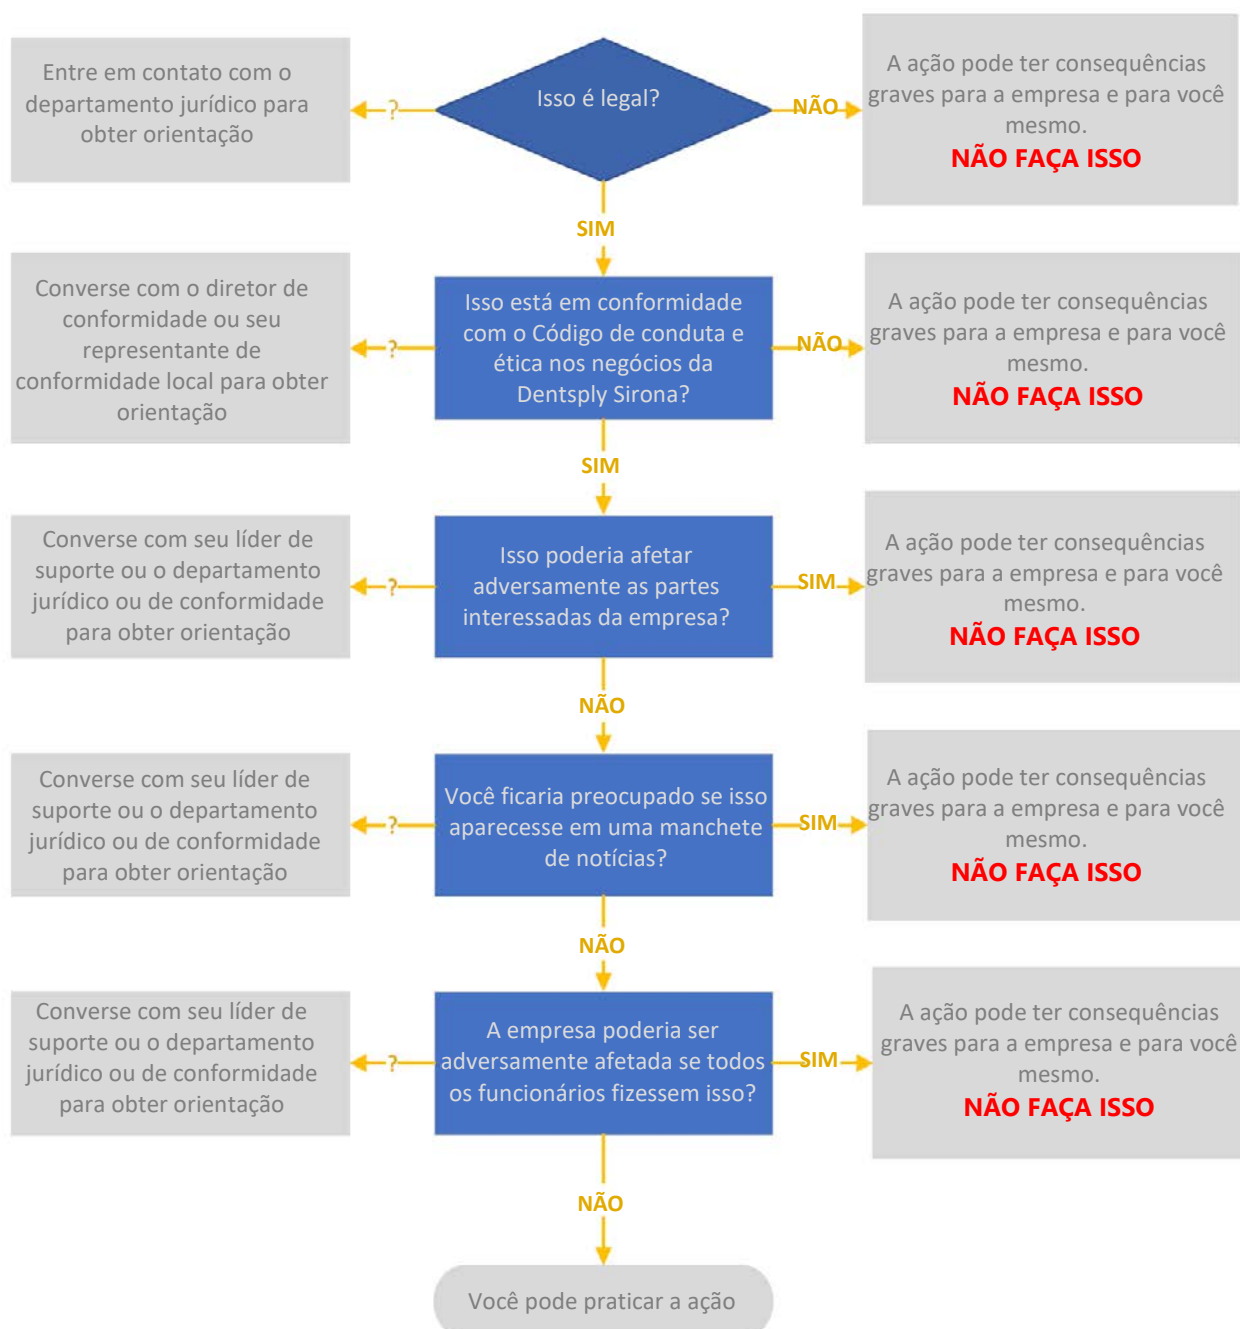 Entre em contato com o
departamento jurídico para
obter orientação
?
Isso é legal?
NÃO
A ação pode ter consequências
graves para a empresa e para você
mesmo.
NÃO FAÇA ISSO
SIM
Converse com o diretor de
conformidade ou seu
representante de
conformidade local para obter
orientação
?
Isso está em conformidade
com o Código de conduta e
ética nos negócios da
Dentsply Sirona?
NÃO
A ação pode ter consequências
graves para a empresa e para você
mesmo.
NÃO FAÇA ISSO
SIM
Converse com seu líder de
suporte ou o departamento
jurídico ou de conformidade
para obter orientação
?
Isso poderia afetar
adversamente as partes
interessadas da empresa?
SIM
A ação pode ter consequências
graves para a empresa e para você
mesmo.
NÃO FAÇA ISSO
NÃO
Converse com seu líder de
suporte ou o departamento
jurídico ou de conformidade
para obter orientação
?
Você ficaria preocupado se isso
aparecesse em uma manchete
de notícias?
SIM
A ação pode ter consequências
graves para a empresa e para você
mesmo.
NÃO FAÇA ISSO
NÃO
Converse com seu líder de
suporte ou o departamento
jurídico ou de conformidade
para obter orientação
?
A empresa poderia ser
adversamente afetada se todos
os funcionários fizessem isso?
SIM
A ação pode ter consequências
graves para a empresa e para você
mesmo.
NÃO FAÇA ISSO
NÃO
Você pode praticar a ação